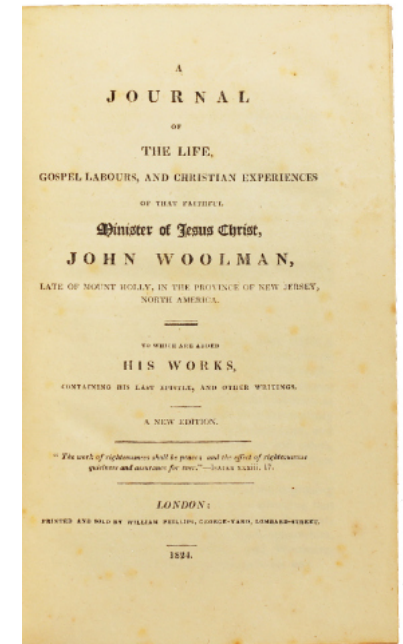 A
JOURNAL
OF
THE LIFE,
GOSPEL LABOURS, AND CHRISTIAN EXPERIENCES
OF THAT FAITHFUL
Minister of Jesus Christ,
JOHN WOOLMAN,
LATE OF MOUNT HOLLY, IN THE PROVINCE OF NEW JERSEY,
NORTH AMERICA.
TO WHICH ARE ADDED
HIS WORKS,
CONTAINING HIS LAST EPISTLE, AND OTHER WRITINGS.
A NEW EDITION.
" The work of righteousness shall be peace; and the effect of righteousness
quietness and assurance for ever."—ISAIAH XXXII. 17.
LONDON:
PRINTED AND SOLD BY WILLIAM PHILLIPS, GEORGE-YARD, LOMBARD-STREET.
1824.